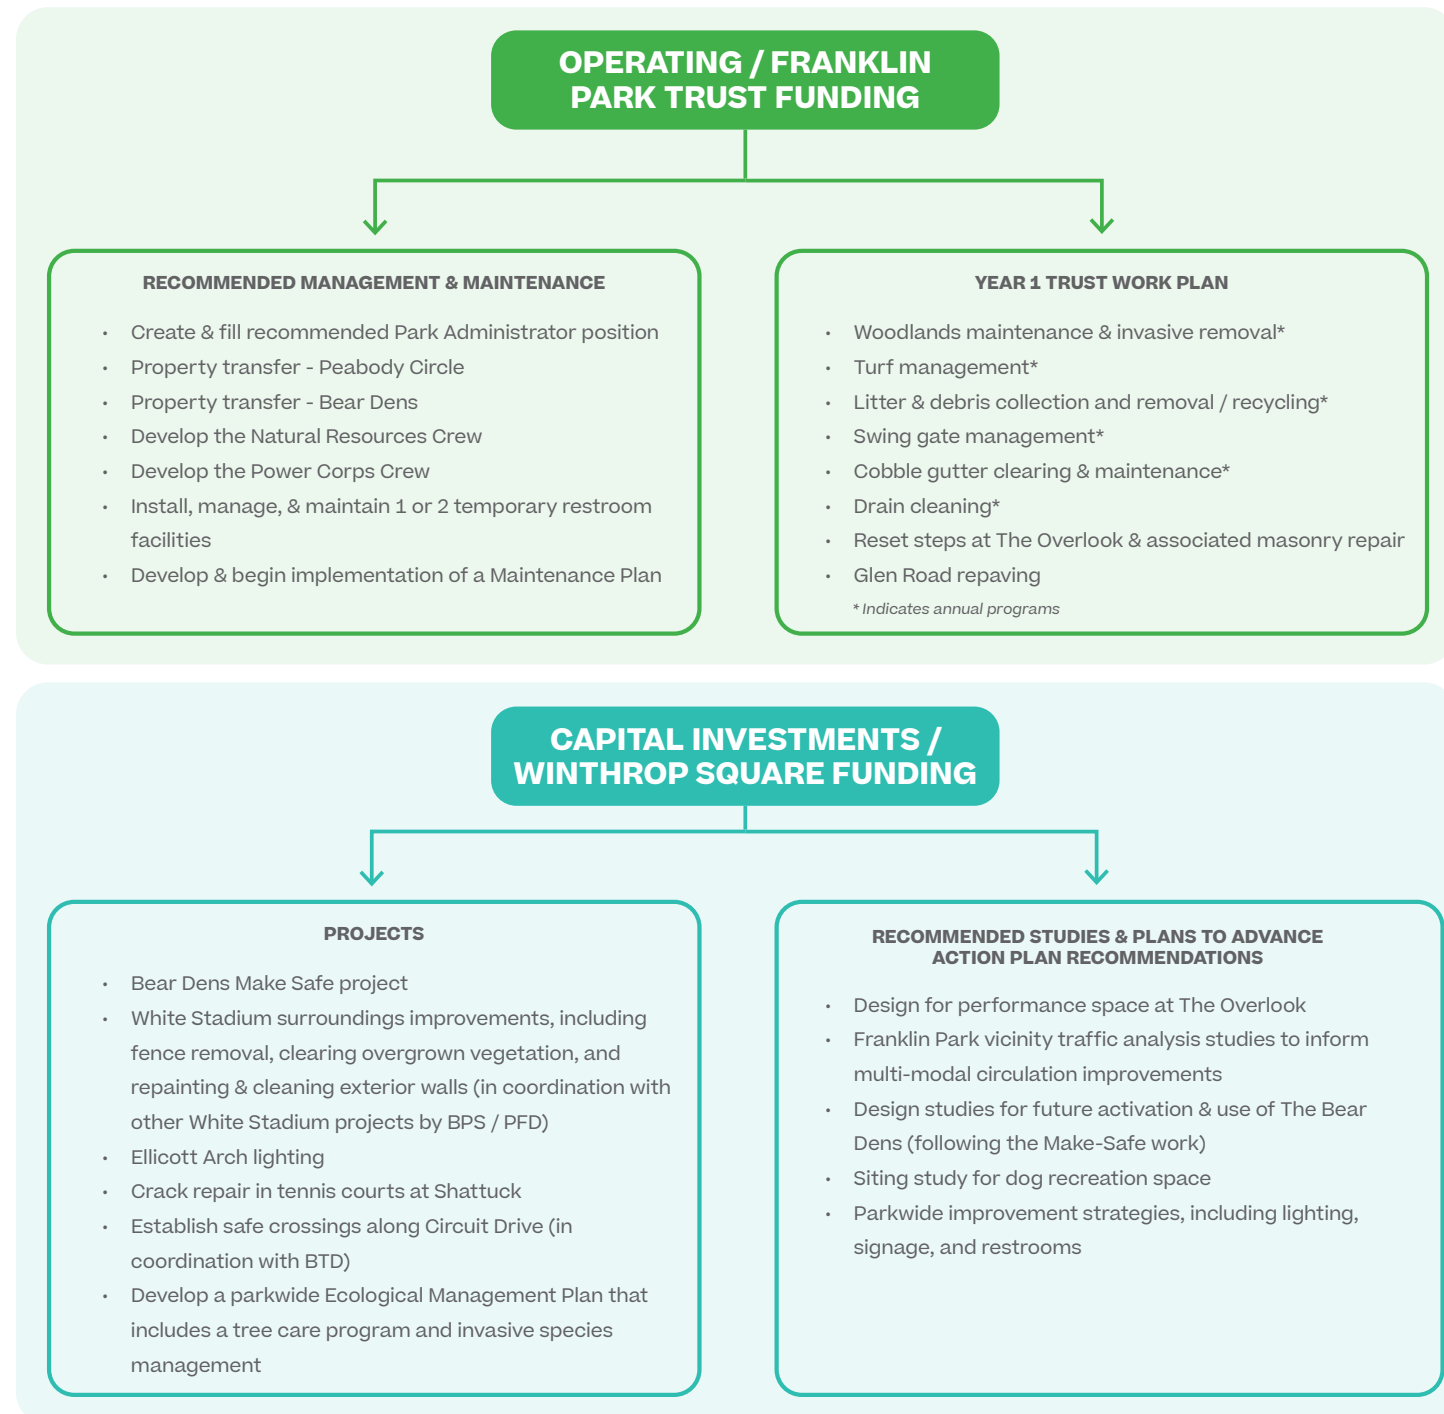 OPERATING / FRANKLIN
PARK TRUST FUNDING
RECOMMENDED MANAGEMENT & MAINTENANCE
• Create & fill recommended Park Administrator position
• Property transfer - Peabody Circle
• Property transfer - Bear Dens
• Develop the Natural Resources Crew
• Develop the Power Corps Crew
• Install, manage, & maintain 1 or 2 temporary restroom
facilities
• Develop & begin implementation of a Maintenance Plan
YEAR 1 TRUST WORK PLAN
• Woodlands maintenance & invasive removal*
• Turf management*
• Litter & debris collection and removal / recycling*
• Swing gate management*
• Cobble gutter clearing & maintenance*
• Drain cleaning*
• Reset steps at The Overlook & associated masonry repair
• Glen Road repaving
* Indicates annual programs
CAPITAL INVESTMENTS /
WINTHROP SQUARE FUNDING
PROJECTS
• Bear Dens Make Safe project
• White Stadium surroundings improvements, including
fence removal, clearing overgrown vegetation, and
repainting & cleaning exterior walls (in coordination with
other White Stadium projects by BPS / PFD)
• Ellicott Arch lighting
• Crack repair in tennis courts at Shattuck
• Establish safe crossings along Circuit Drive (in
coordination with BTD)
• Develop a parkwide Ecological Management Plan that
includes a tree care program and invasive species
management
RECOMMENDED STUDIES & PLANS TO ADVANCE
ACTION PLAN RECOMMENDATIONS
• Design for performance space at The Overlook
• Franklin Park vicinity traffic analysis studies to inform
multi-modal circulation improvements
• Design studies for future activation & use of The Bear
Dens (following the Make-Safe work)
• Siting study for dog recreation space
• Parkwide improvement strategies, including lighting,
signage, and restrooms